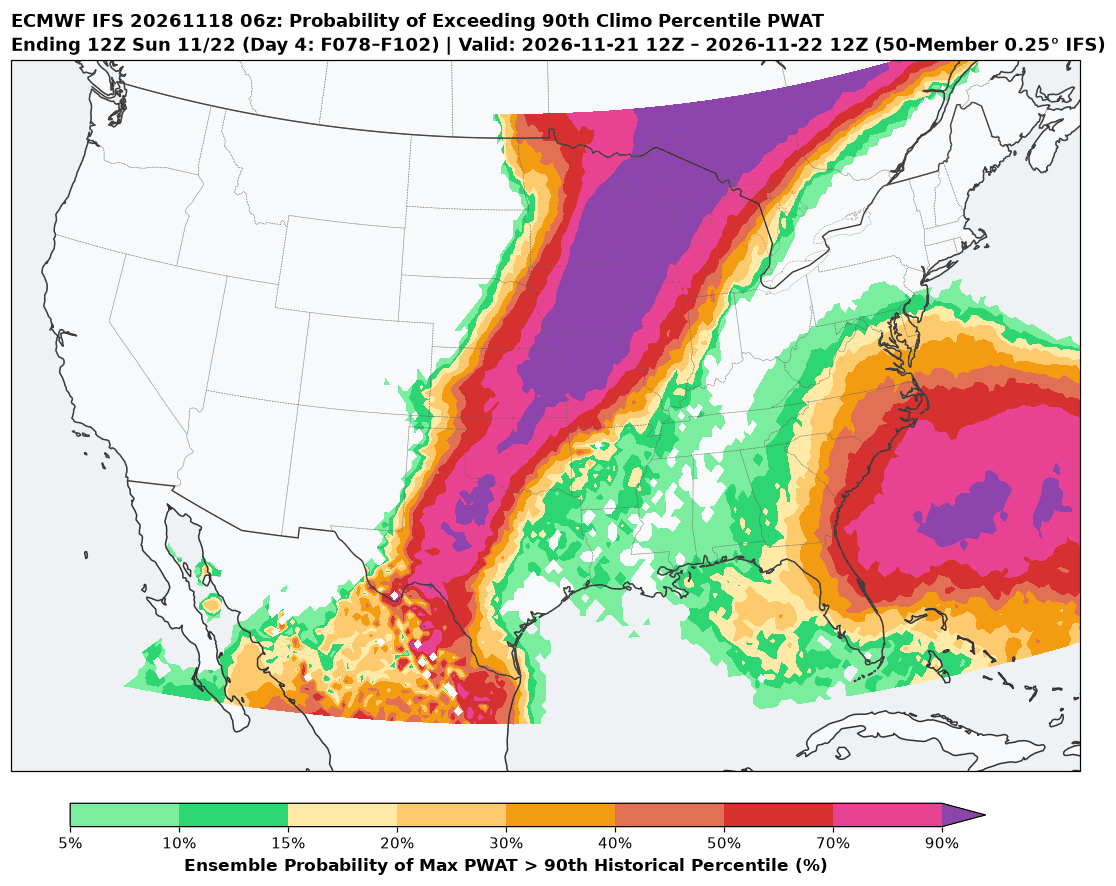 ECMWF IFS 20261118 06z: Probability of Exceeding 90th Climo Percentile PWAT
Ending 12Z Sun 11/22 (Day 4: F078–F102) | Valid: 2026-11-21 12Z – 2026-11-22 12Z (50-Member 0.25° IFS)
5% 10% 15% 20% 30% 40% 50% 70% 90%
Ensemble Probability of Max PWAT > 90th Historical Percentile (%)